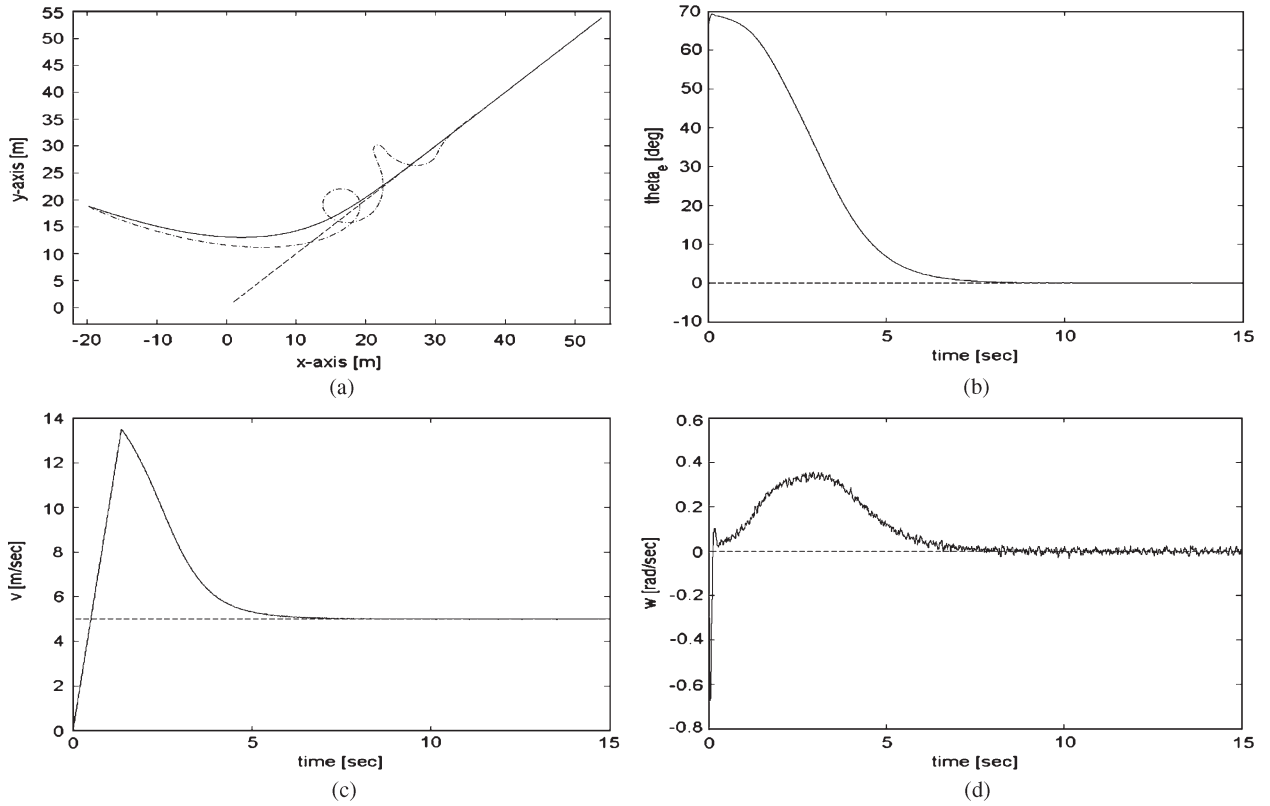 55
50
45
40
35
30
25
20
15
10
5
0
y-axis [m]
-20 -10 0 10 20 30 40 50
x-axis [m]
(a)
70
60
50
40
30
20
10
0
-10
theta_e [deg]
0 5 10 15
time [sec]
(b)
14
12
10
8
6
4
2
0
v [m/sec]
0 5 10 15
time [sec]
(c)
0.6
0.4
0.2
0
-0.2
-0.4
-0.6
-0.8
w [rad/sec]
0 5 10 15
time [sec]
(d)